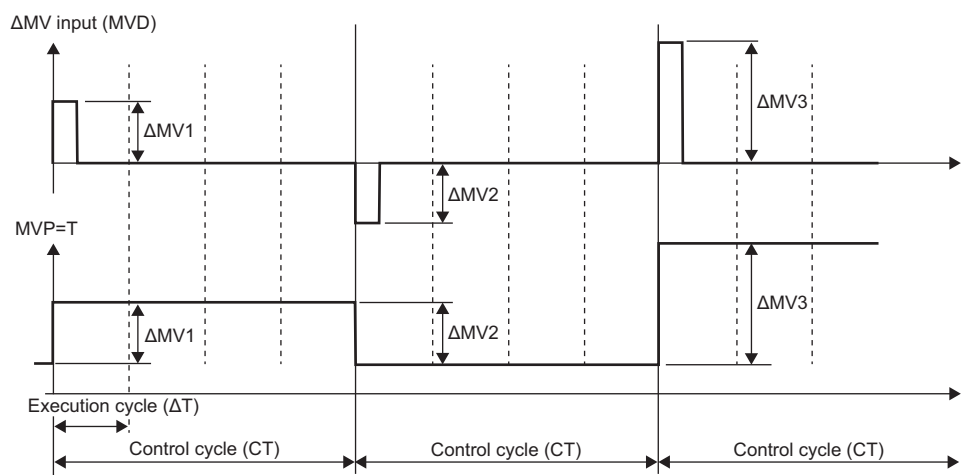 ΔMV input (MVD)
ΔMV1
ΔMV2
ΔMV3
MVP=T
ΔMV1
ΔMV2
ΔMV3
Execution cycle (ΔT)
Control cycle (CT)
Control cycle (CT)
Control cycle (CT)